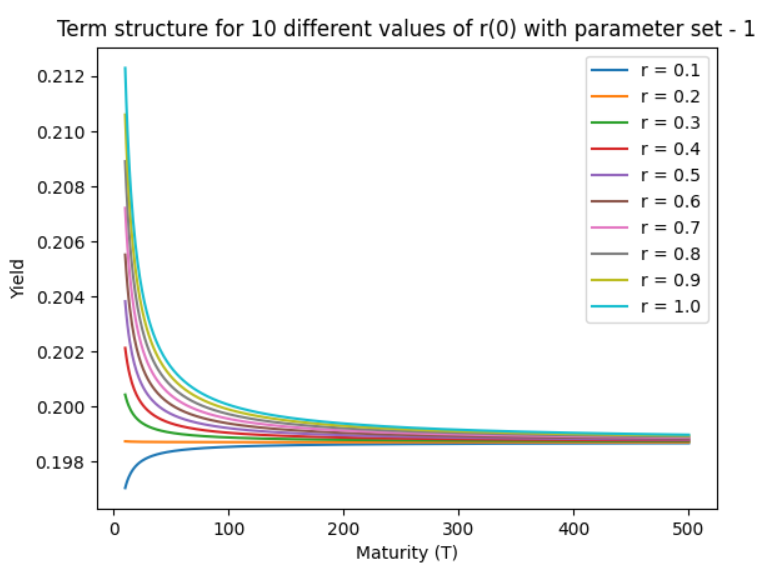 Term structure for 10 different values of r(0) with parameter set - 1
0.212
0.210
0.208
0.206
0.204
0.202
0.200
0.198
Yield
r = 0.1
r = 0.2
r = 0.3
r = 0.4
r = 0.5
r = 0.6
r = 0.7
r = 0.8
r = 0.9
r = 1.0
0 100 200 300 400 500
Maturity (T)